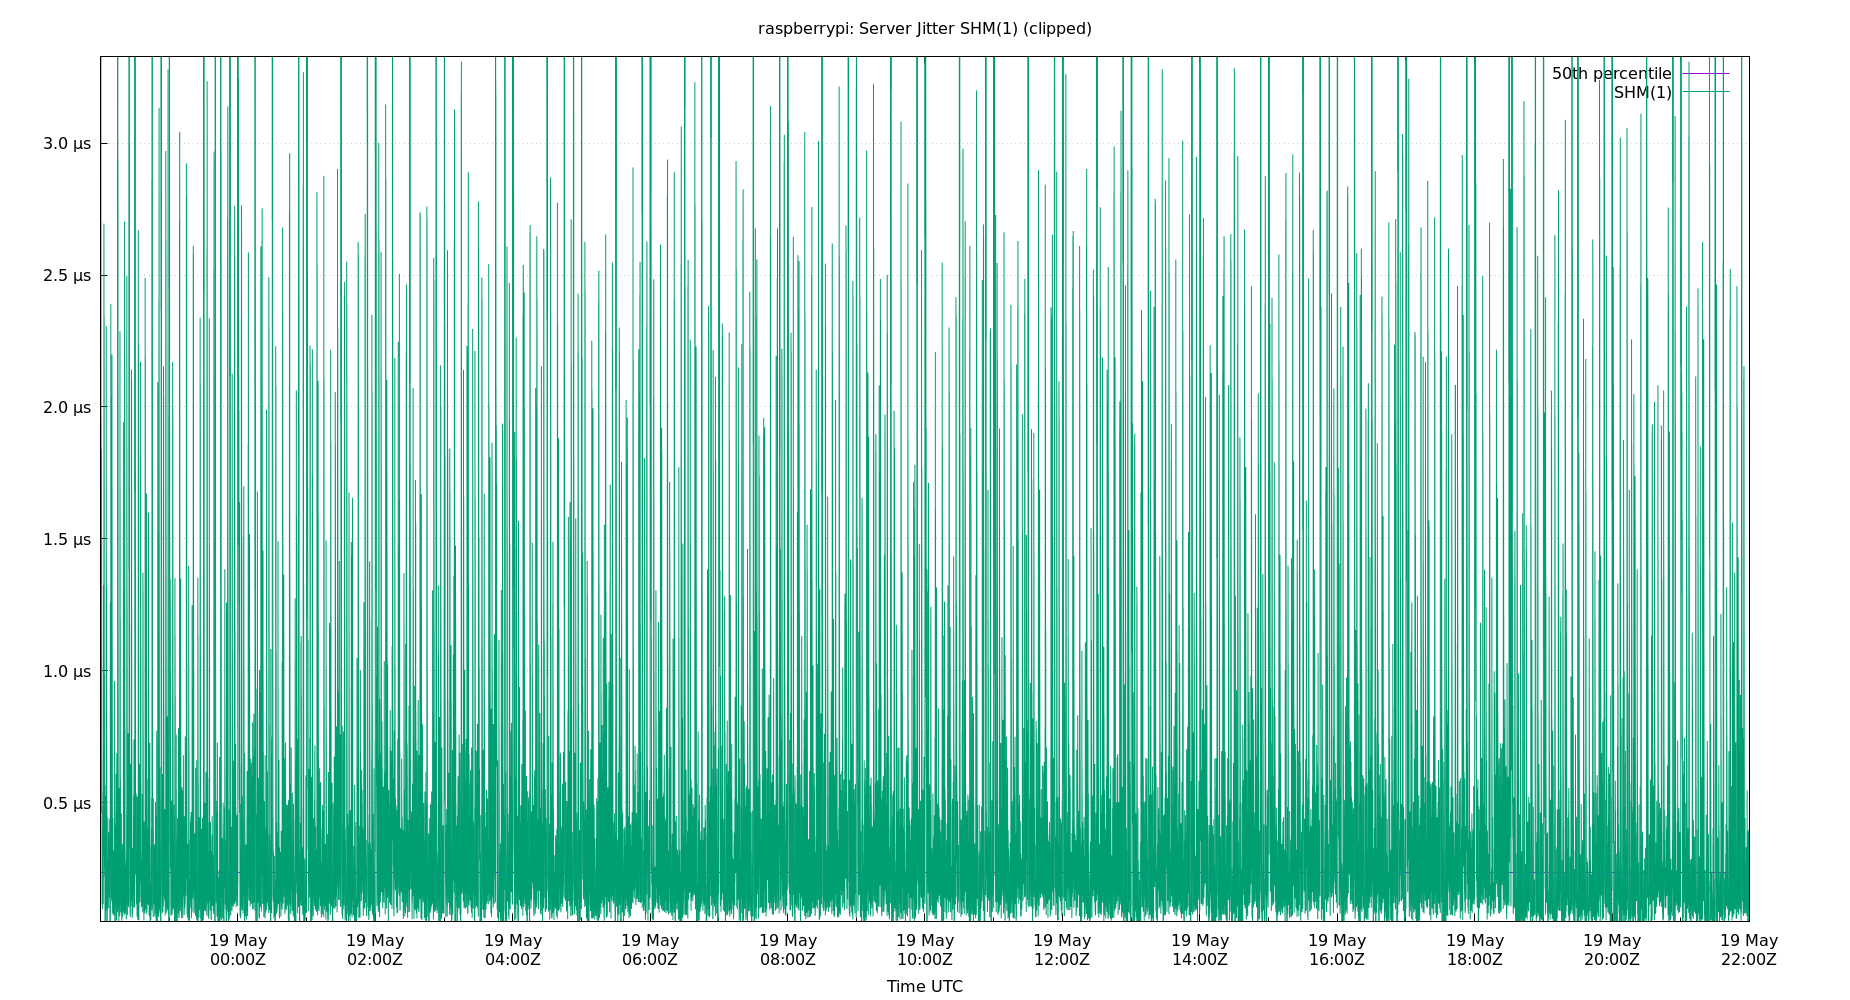 raspberrypi: Server Jitter SHM(1) (clipped)
50th percentile
SHM(1)
3.0 µs
2.5 µs
2.0 µs
1.5 µs
1.0 µs
0.5 µs
19 May 19 May 19 May 19 May 19 May 19 May 19 May 19 May 19 May 19 May 19 May 19 May
00:00Z 02:00Z 04:00Z 06:00Z 08:00Z 10:00Z 12:00Z 14:00Z 16:00Z 18:00Z 20:00Z 22:00Z
Time UTC